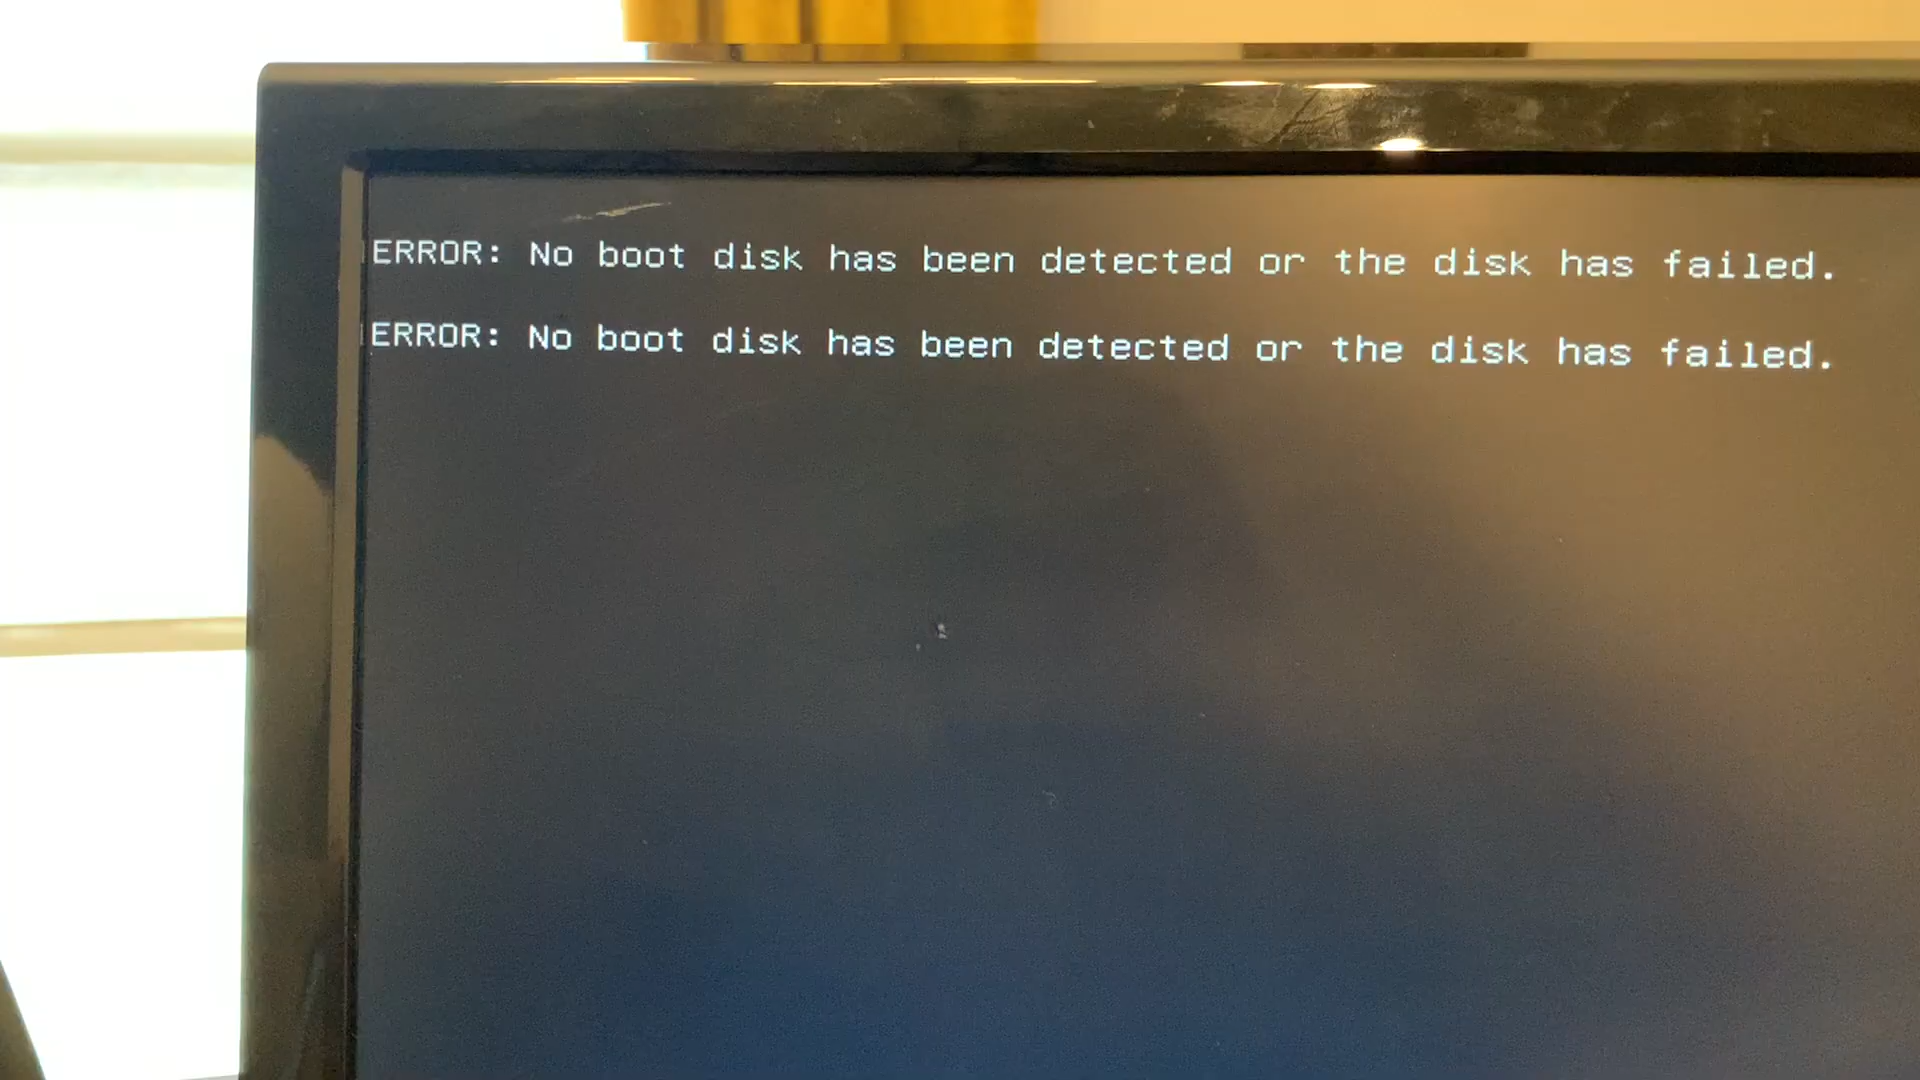 ERROR: No boot disk has been detected or the disk has failed.
ERROR: No boot disk has been detected or the disk has failed.